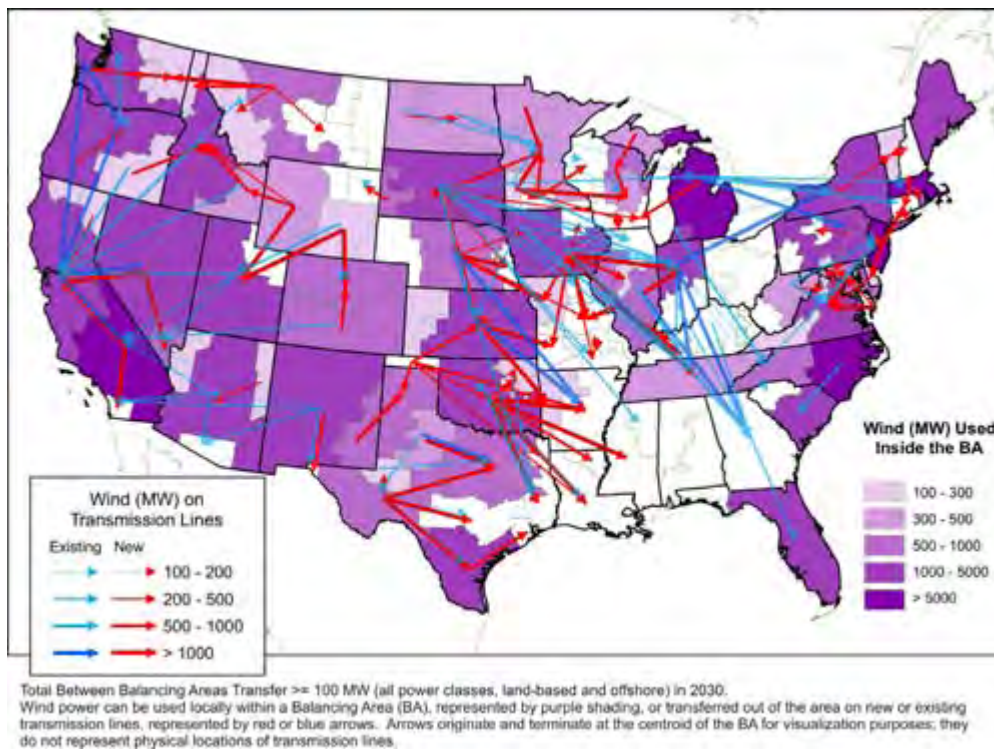 Wind (MW) Used
Inside the BA
100 - 300
300 - 500
500 - 1000
1000 - 5000
> 5000
Wind (MW) on
Transmission Lines
Existing New
100 - 200
200 - 500
500 - 1000
> 1000
Total Between Balancing Areas Transfer >= 100 MW (all power classes, land-based and offshore) in 2030.
Wind power can be used locally within a Balancing Area (BA), represented by purple shading, or transferred out of the area on new or existing
transmission lines, represented by red or blue arrows. Arrows originate and terminate at the centroid of the BA for visualization purposes; they
do not represent physical locations of transmission lines.